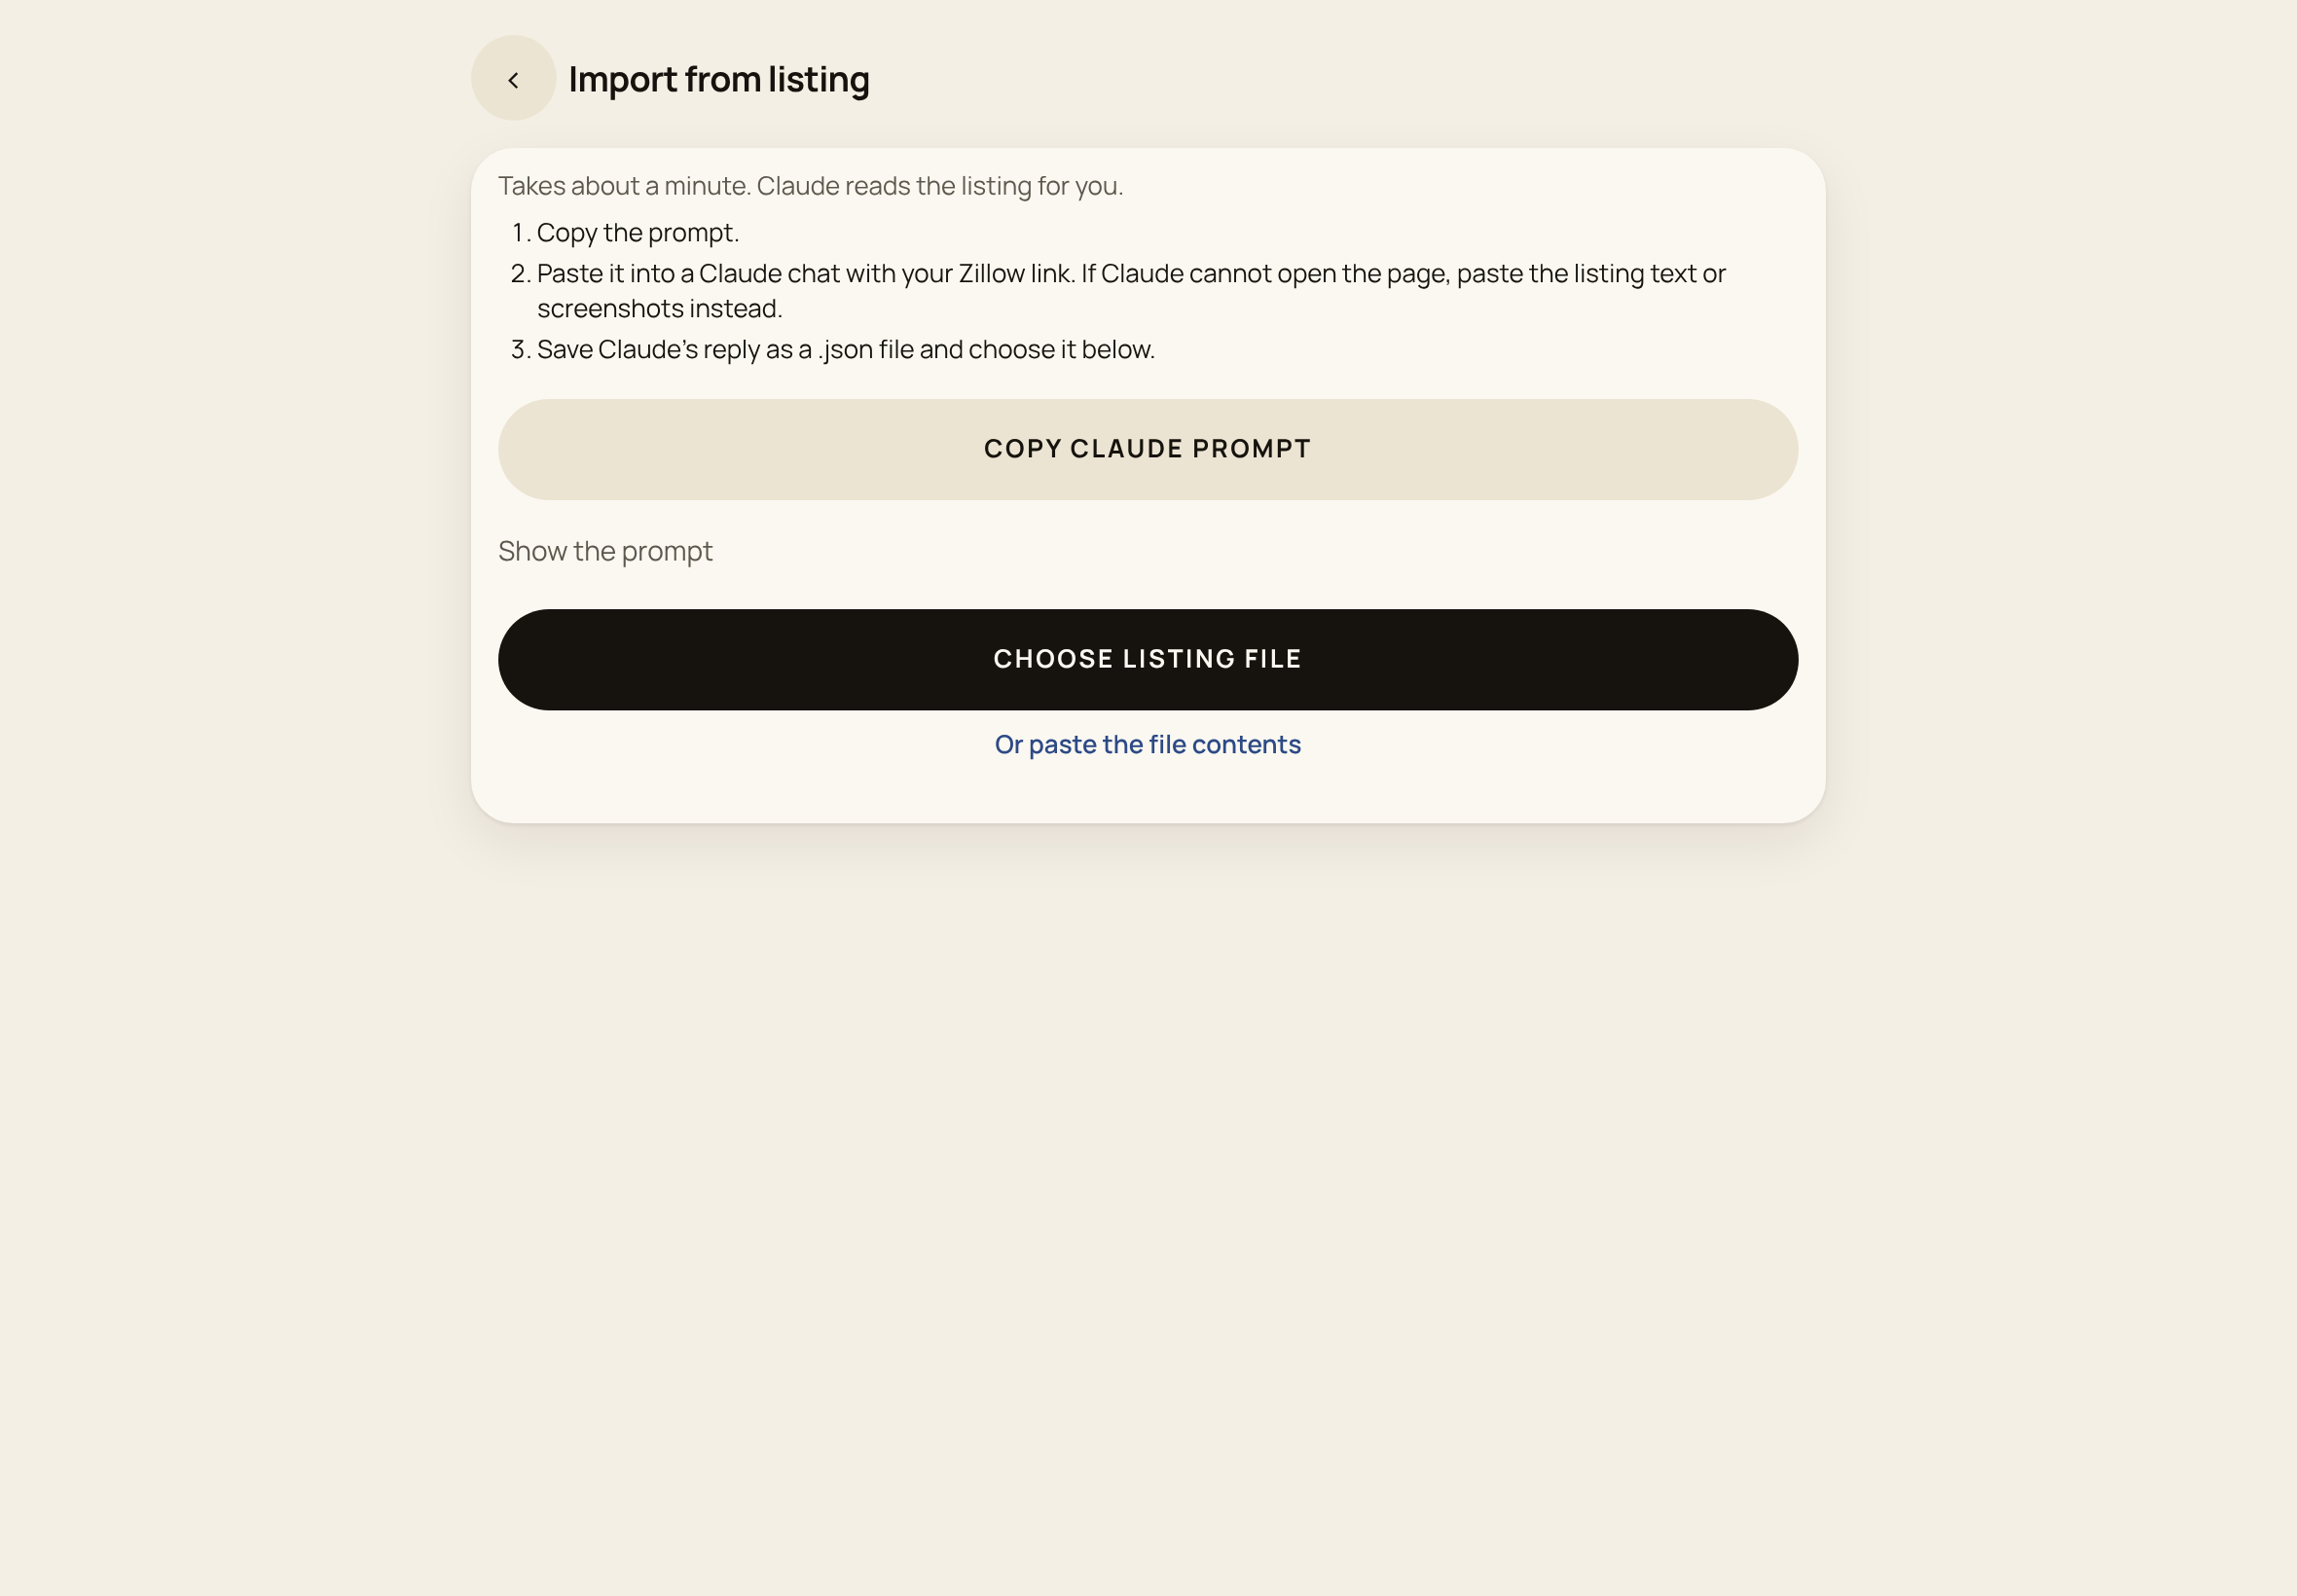 Import from listing
Takes about a minute. Claude reads the listing for you.
1. Copy the prompt.
2. Paste it into a Claude chat with your Zillow link. If Claude cannot open the page, paste the listing text or
screenshots instead.
3. Save Claude’s reply as a .json file and choose it below.
COPY CLAUDE PROMPT
Show the prompt
CHOOSE LISTING FILE
Or paste the file contents